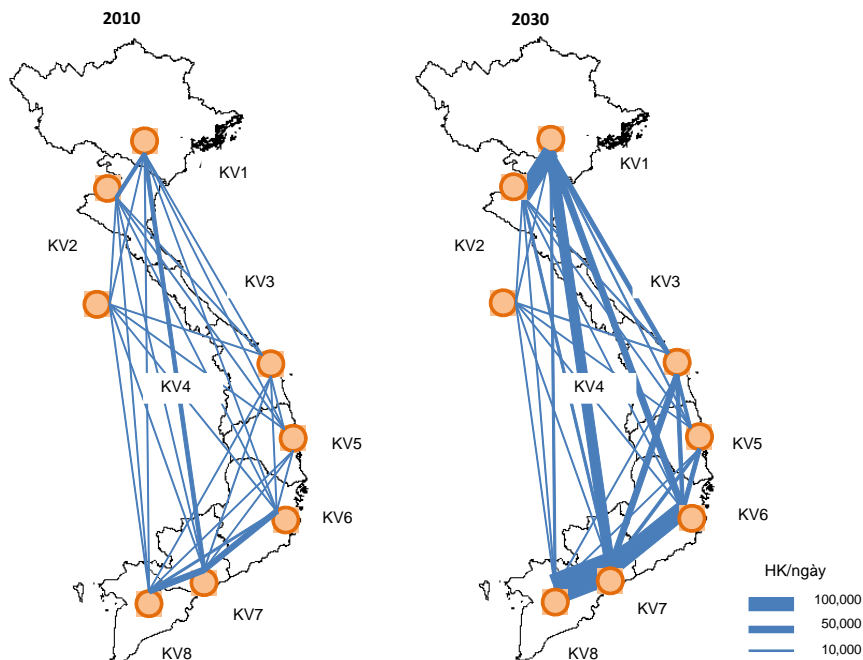 2010
2030
KV1
KV2
KV3
KV4
KV5
KV6
KV7
KV8
KV1
KV2
KV3
KV4
KV5
KV6
KV7
KV8
HK/ngày
100,000
50,000
10,000